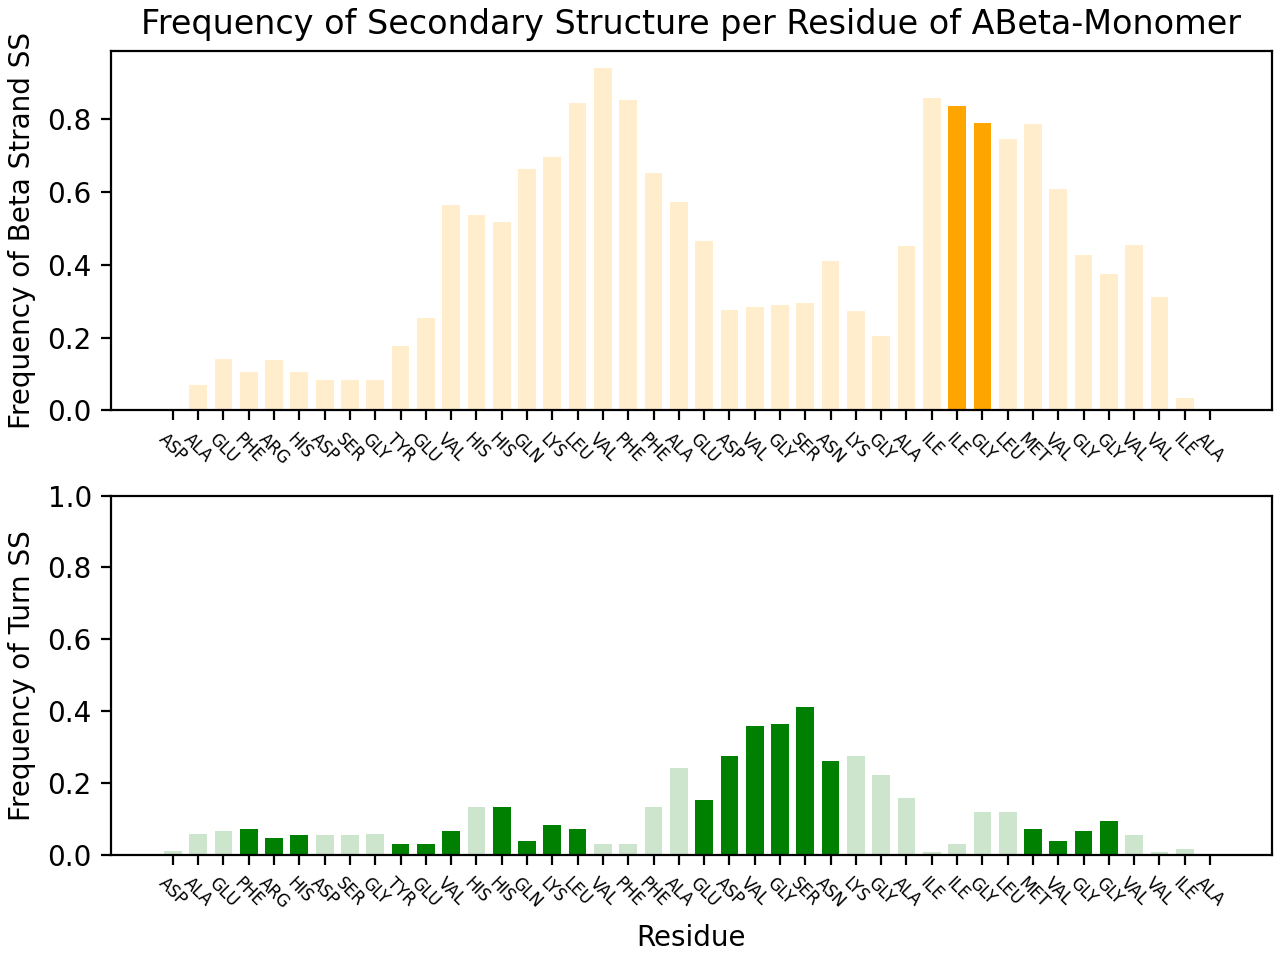 Frequency of Secondary Structure per Residue of ABeta-Monomer
Frequency of Beta Strand SS
0.8
0.6
0.4
0.2
0.0
ASP ALA GLU PHE ARG HIS ASP SER GLY TYR GLU VAL HIS HIS GLN LYS LEU VAL PHE PHE ALA GLU ASP VAL GLY SER ASN LYS GLY ALA ILE ILE GLY LEU MET VAL GLY GLY VAL VAL ILE ALA
Frequency of Turn SS
1.0
0.8
0.6
0.4
0.2
0.0
ASP ALA GLU PHE ARG HIS ASP SER GLY TYR GLU VAL HIS HIS GLN LYS LEU VAL PHE PHE ALA GLU ASP VAL GLY SER ASN LYS GLY ALA ILE ILE GLY LEU MET VAL GLY GLY VAL VAL ILE ALA
Residue